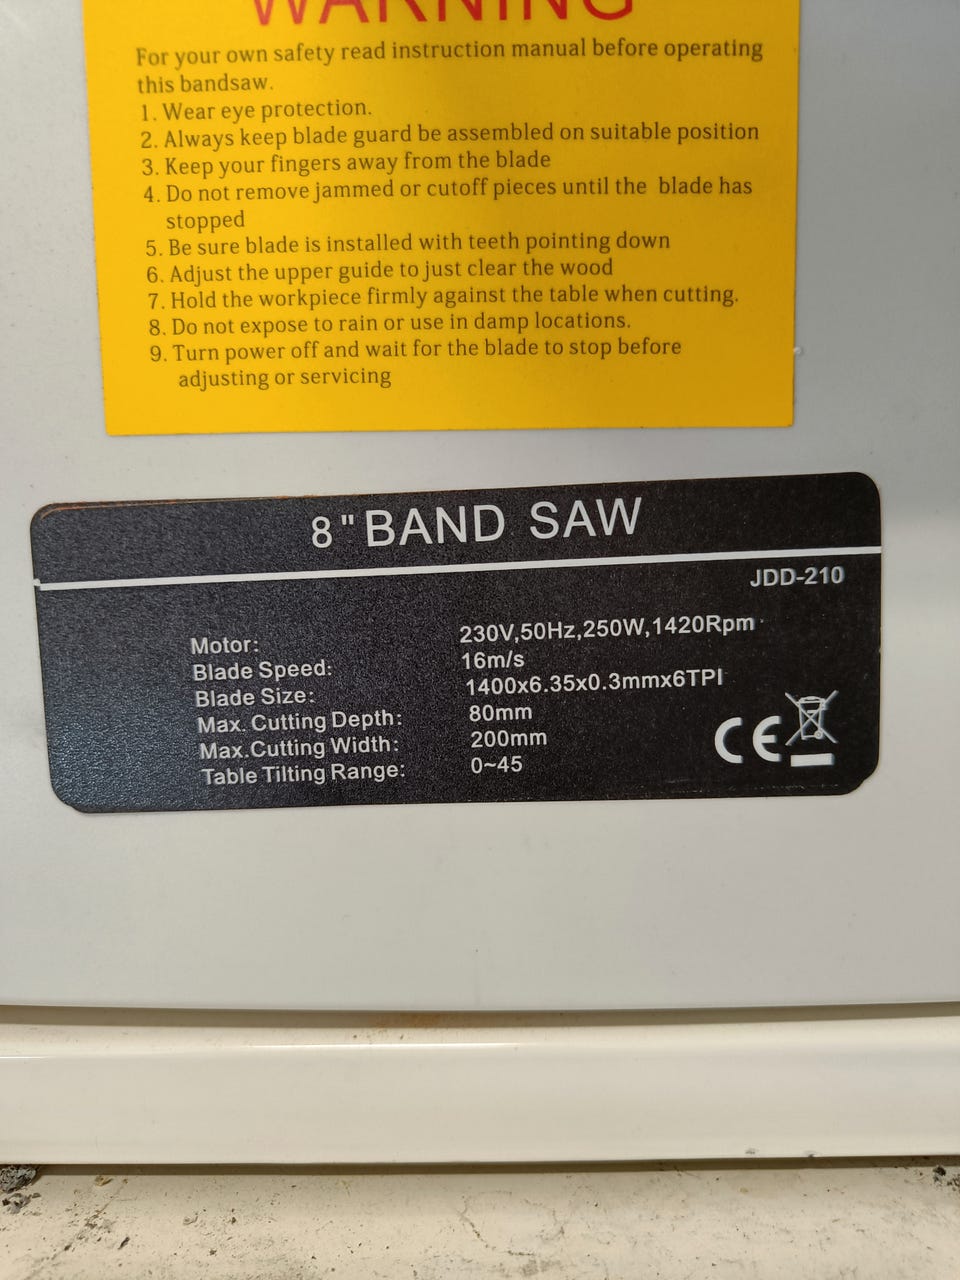 WARNING
For your own safety read instruction manual before operating
this bandsaw.
1. Wear eye protection.
2. Always keep blade guard be assembled on suitable position
3. Keep your fingers away from the blade
4. Do not remove jammed or cutoff pieces until the blade has
stopped
5. Be sure blade is installed with teeth pointing down
6. Adjust the upper guide to just clear the wood
7. Hold the workpiece firmly against the table when cutting.
8. Do not expose to rain or use in damp locations.
9. Turn power off and wait for the blade to stop before
adjusting or servicing
8" BAND SAW
JDD-210
Motor: 230V,50Hz,250W,1420Rpm
Blade Speed: 16m/s
Blade Size: 1400x6.35x0.3mmx6TPI
Max. Cutting Depth: 80mm
Max.Cutting Width: 200mm
Table Tilting Range: 0~45
CE